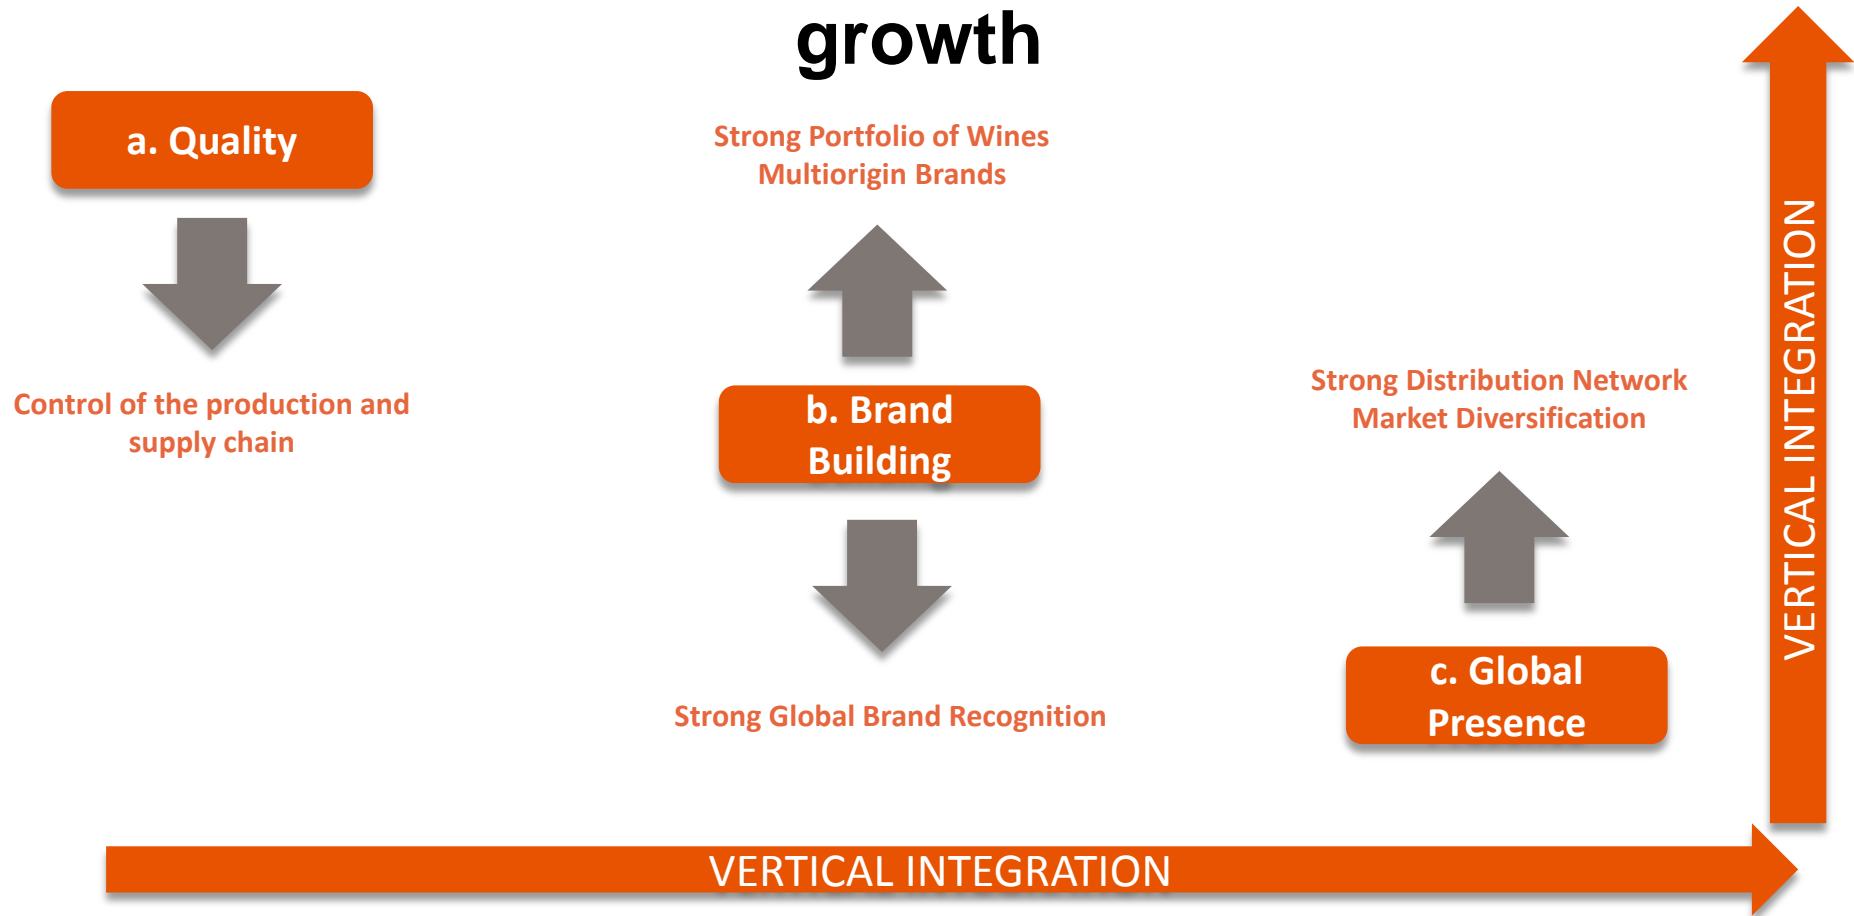 growth
a. Quality
Control of the production and
supply chain
Strong Portfolio of Wines
Multiorigin Brands
b. Brand
Building
Strong Global Brand Recognition
Strong Distribution Network
Market Diversification
c. Global
Presence
VERTICAL INTEGRATION
VERTICAL INTEGRATION